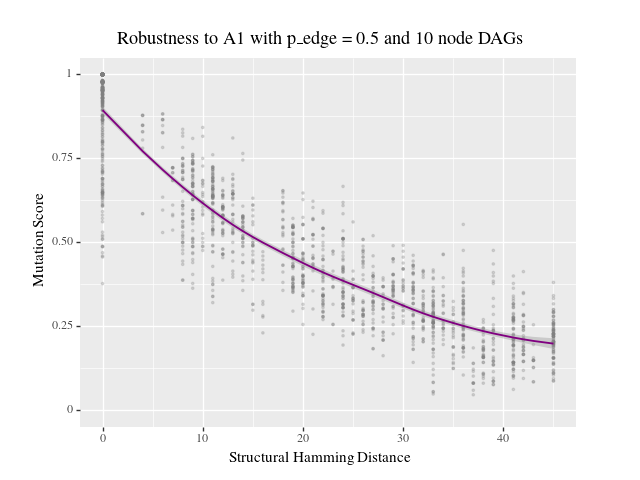 Robustness to A1 with p_edge = 0.5 and 10 node DAGs
1
0.75
0.50
0.25
0
Mutation Score
0 10 20 30 40
Structural Hamming Distance